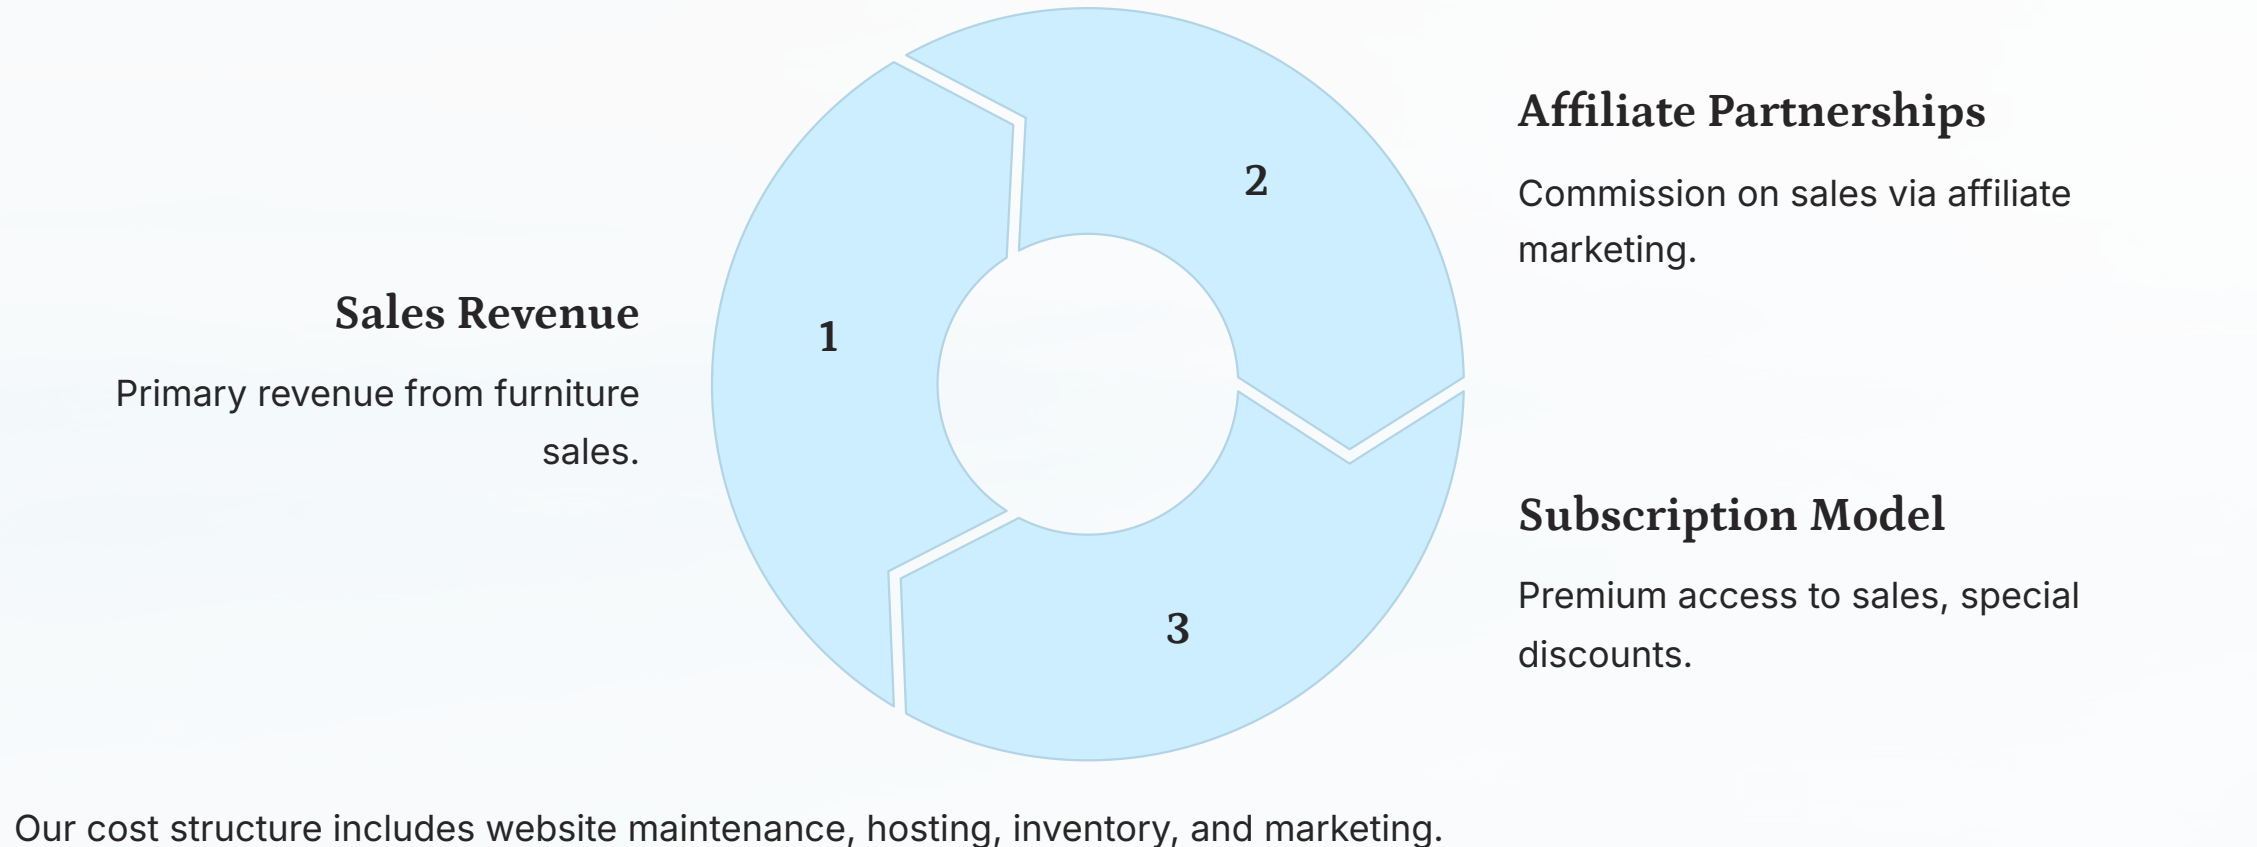 Sales Revenue
Primary revenue from furniture
sales.
1
2
3
Affiliate Partnerships
Commission on sales via affiliate
marketing.
Subscription Model
Premium access to sales, special
discounts.
Our cost structure includes website maintenance, hosting, inventory, and marketing.